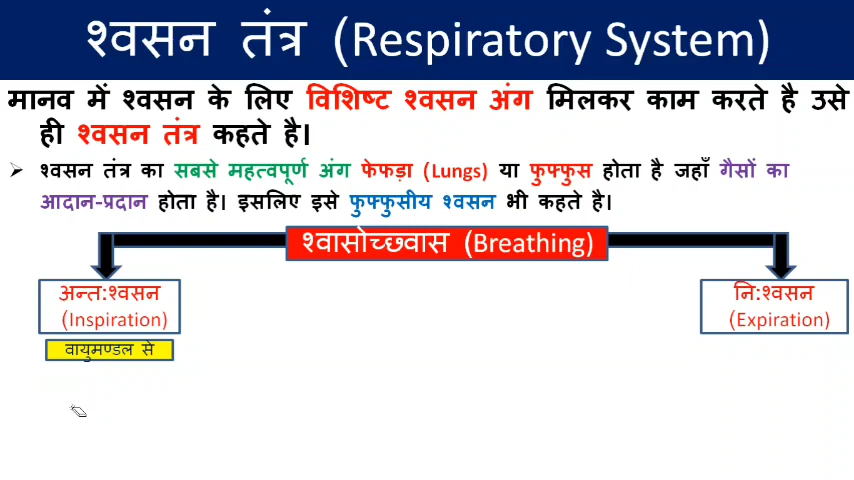 श्वसन तंत्र (Respiratory System)
मानव में श्वसन के लिए विशिष्ट श्वसन अंग मिलकर काम करते है उसे
ही श्वसन तंत्र कहते है।
श्वसन तंत्र का सबसे महत्वपूर्ण अंग फेफड़ा (Lungs) या फुफ्फुस होता है जहाँ गैसों का
आदान-प्रदान होता है। इसलिए इसे फुफ्फुसीय श्वसन भी कहते है।
श्वासोच्छ्वास (Breathing)
अन्त:श्वसन
(Inspiration)
नि:श्वसन
(Expiration)
वायुमण्डल से